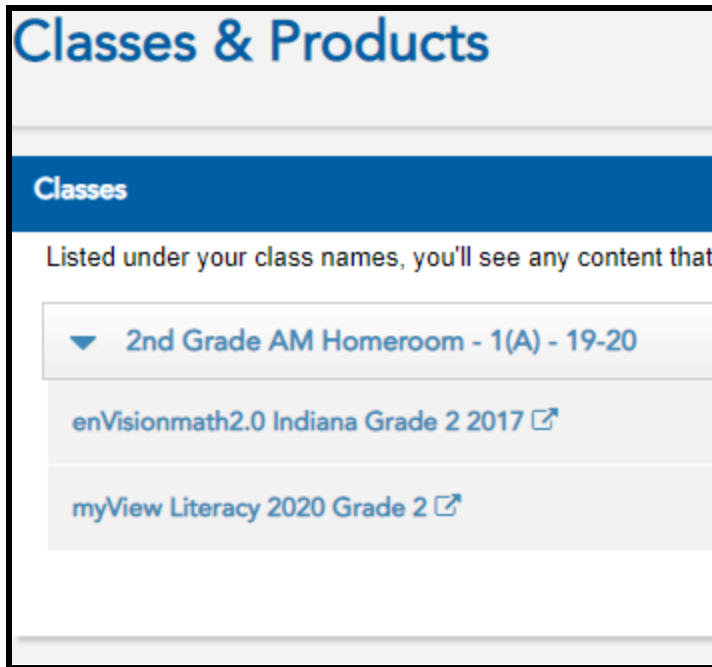 Classes & Products
Classes
Listed under your class names, you'll see any content that
2nd Grade AM Homeroom - 1(A) - 19-20
enVisionmath2.0 Indiana Grade 2 2017
myView Literacy 2020 Grade 2